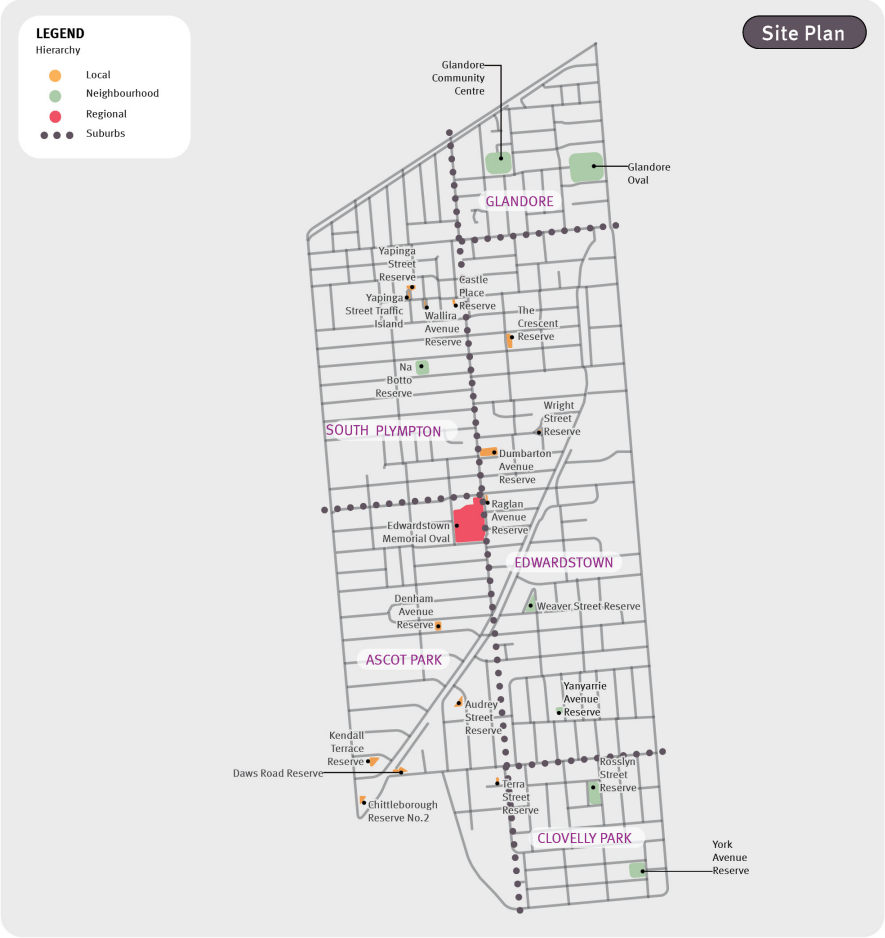 LEGEND
Hierarchy
Local
Neighbourhood
Regional
Suburbs
Site Plan
Glandore
Community
Centre
Glandore
Oval
GLANDORE
Yapinga
Street
Reserve
Yapinga
Street Traffic
Island
Wallira
Avenue
Reserve
Castle
Place
Reserve
The
Crescent
Reserve
Na
Botto
Reserve
SOUTH PLYMPTON
Wright
Street
Reserve
Dumbarton
Avenue
Reserve
Raglan
Avenue
Reserve
Edwardstown
Memorial Oval
EDWARDSTOWN
Denham
Avenue
Reserve
Weaver Street Reserve
ASCOT PARK
Yanyarrie
Avenue
Reserve
Audrey
Street
Reserve
Kendall
Terrace
Reserve
Daws Road Reserve
Chittleborough
Reserve No.2
Terra
Street
Reserve
Rosslyn
Street
Reserve
CLOVELLY PARK
York
Avenue
Reserve